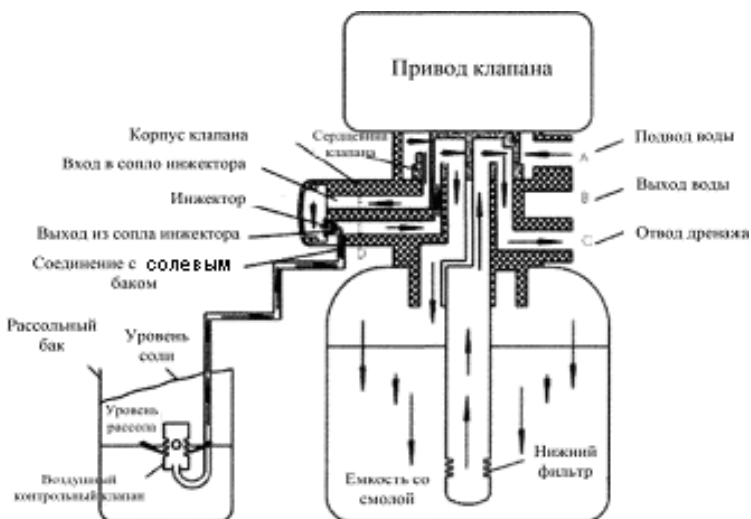 Привод клапана
Корпус клапана
Сердцевина
клапана
Вход в сопло инжектора
Инжектор
Выход из сопла инжектора
Соединение с солевым
баком
Подвод воды
A
Выход воды
B
Отвод дренажа
C
D
Рассольный
бак
Уровень
соли
Уровень
рассола
Воздушный
контрольный клапан
Емкость со
смолой
Нижний
фильтр